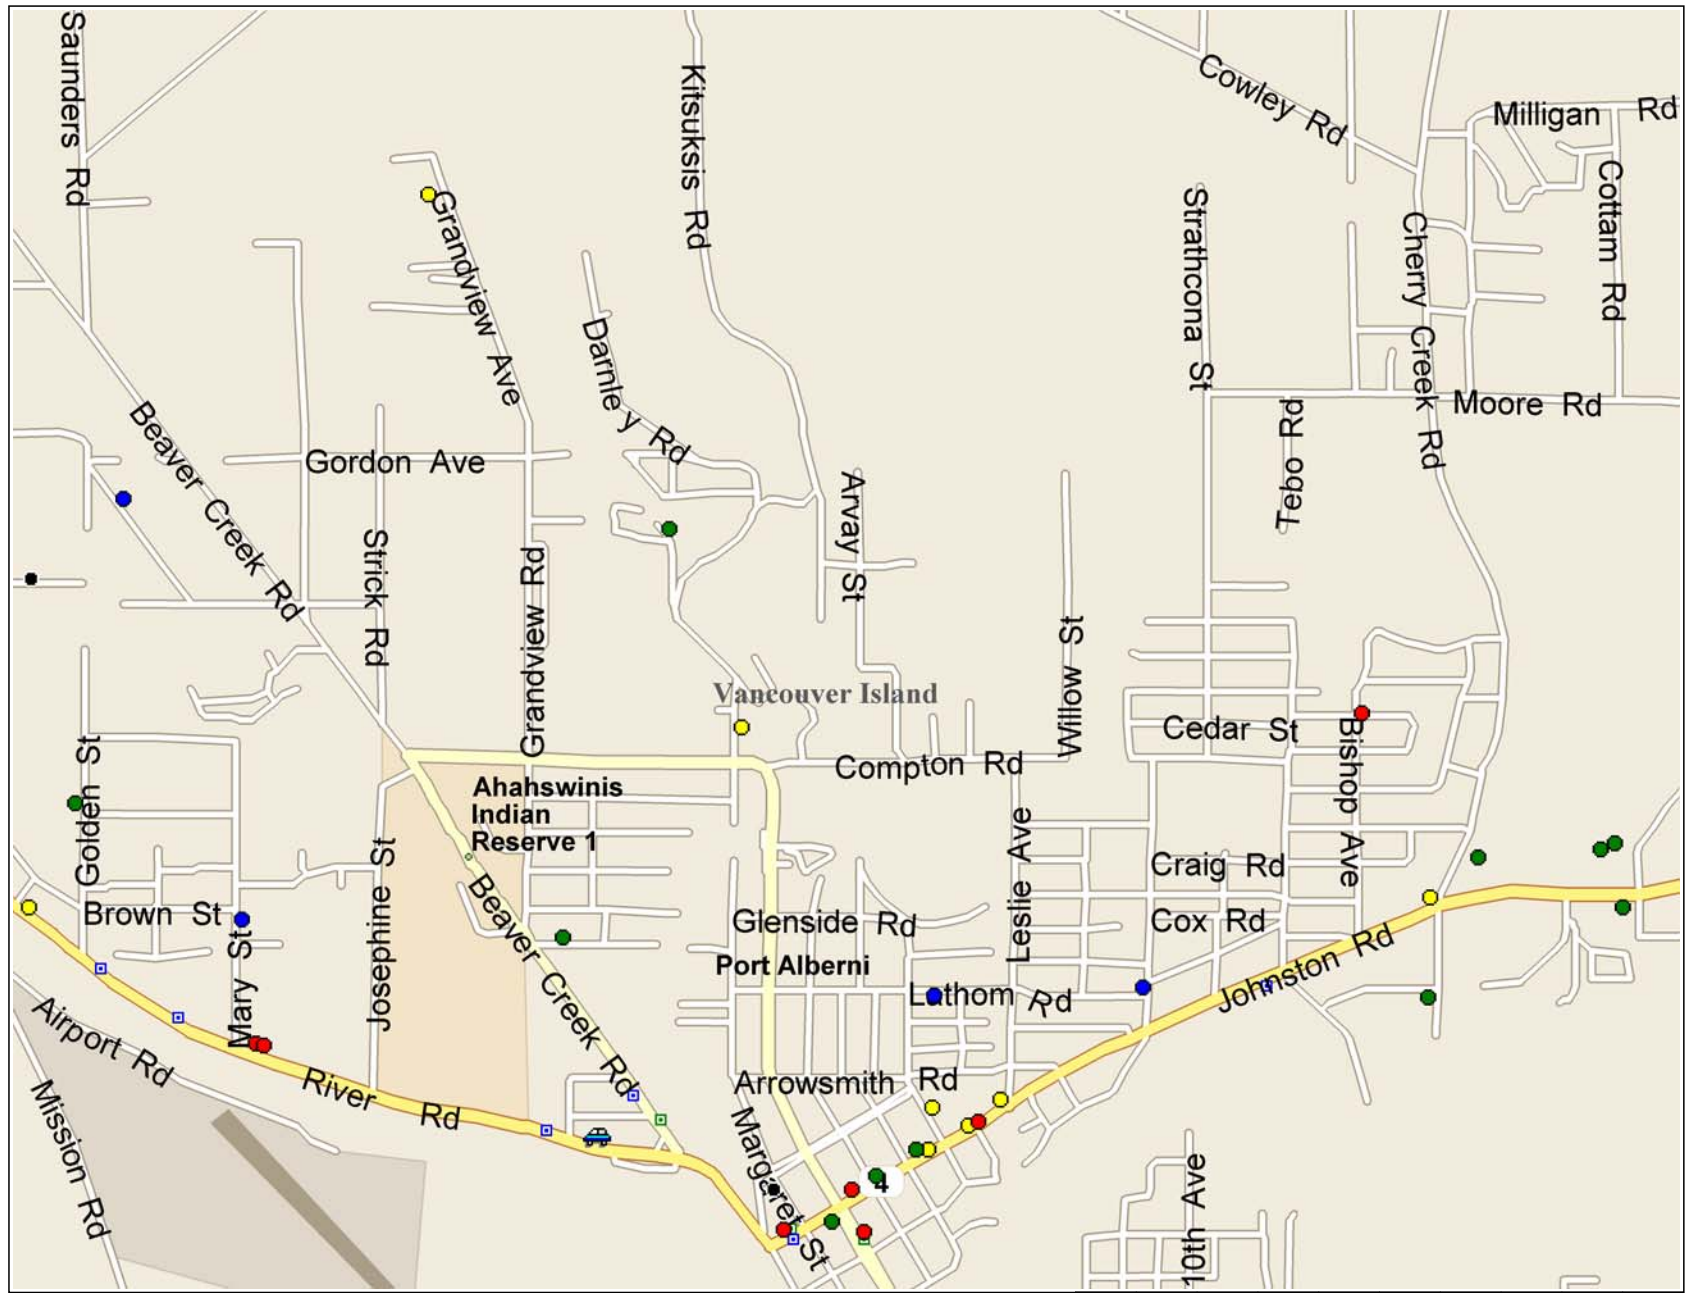 Saunders Rd
Kitsuksis Rd
Cowley Rd
Milligan Rd
Cottam Rd
Grandview Ave
Strathcona St
Cherry Creek Rd
Darnle y Rd
Moore Rd
Beaver Creek Rd
Gordon Ave
Tebo Rd
Arvay St
Strick Rd
Grandview Rd
Willow St
Vancouver Island
Cedar St
Bishop Ave
Compton Rd
Golden St
Ahahswinis
Indian
Reserve 1
Leslie Ave
Josephine St
Craig Rd
Beaver Creek Rd
Brown St
Glenside Rd
Cox Rd
Mary St
Port Alberni
Johnston Rd
Lathom Rd
Airport Rd
River Rd
Arrowsmith Rd
Mission Rd
Margaret St
4
10th Ave